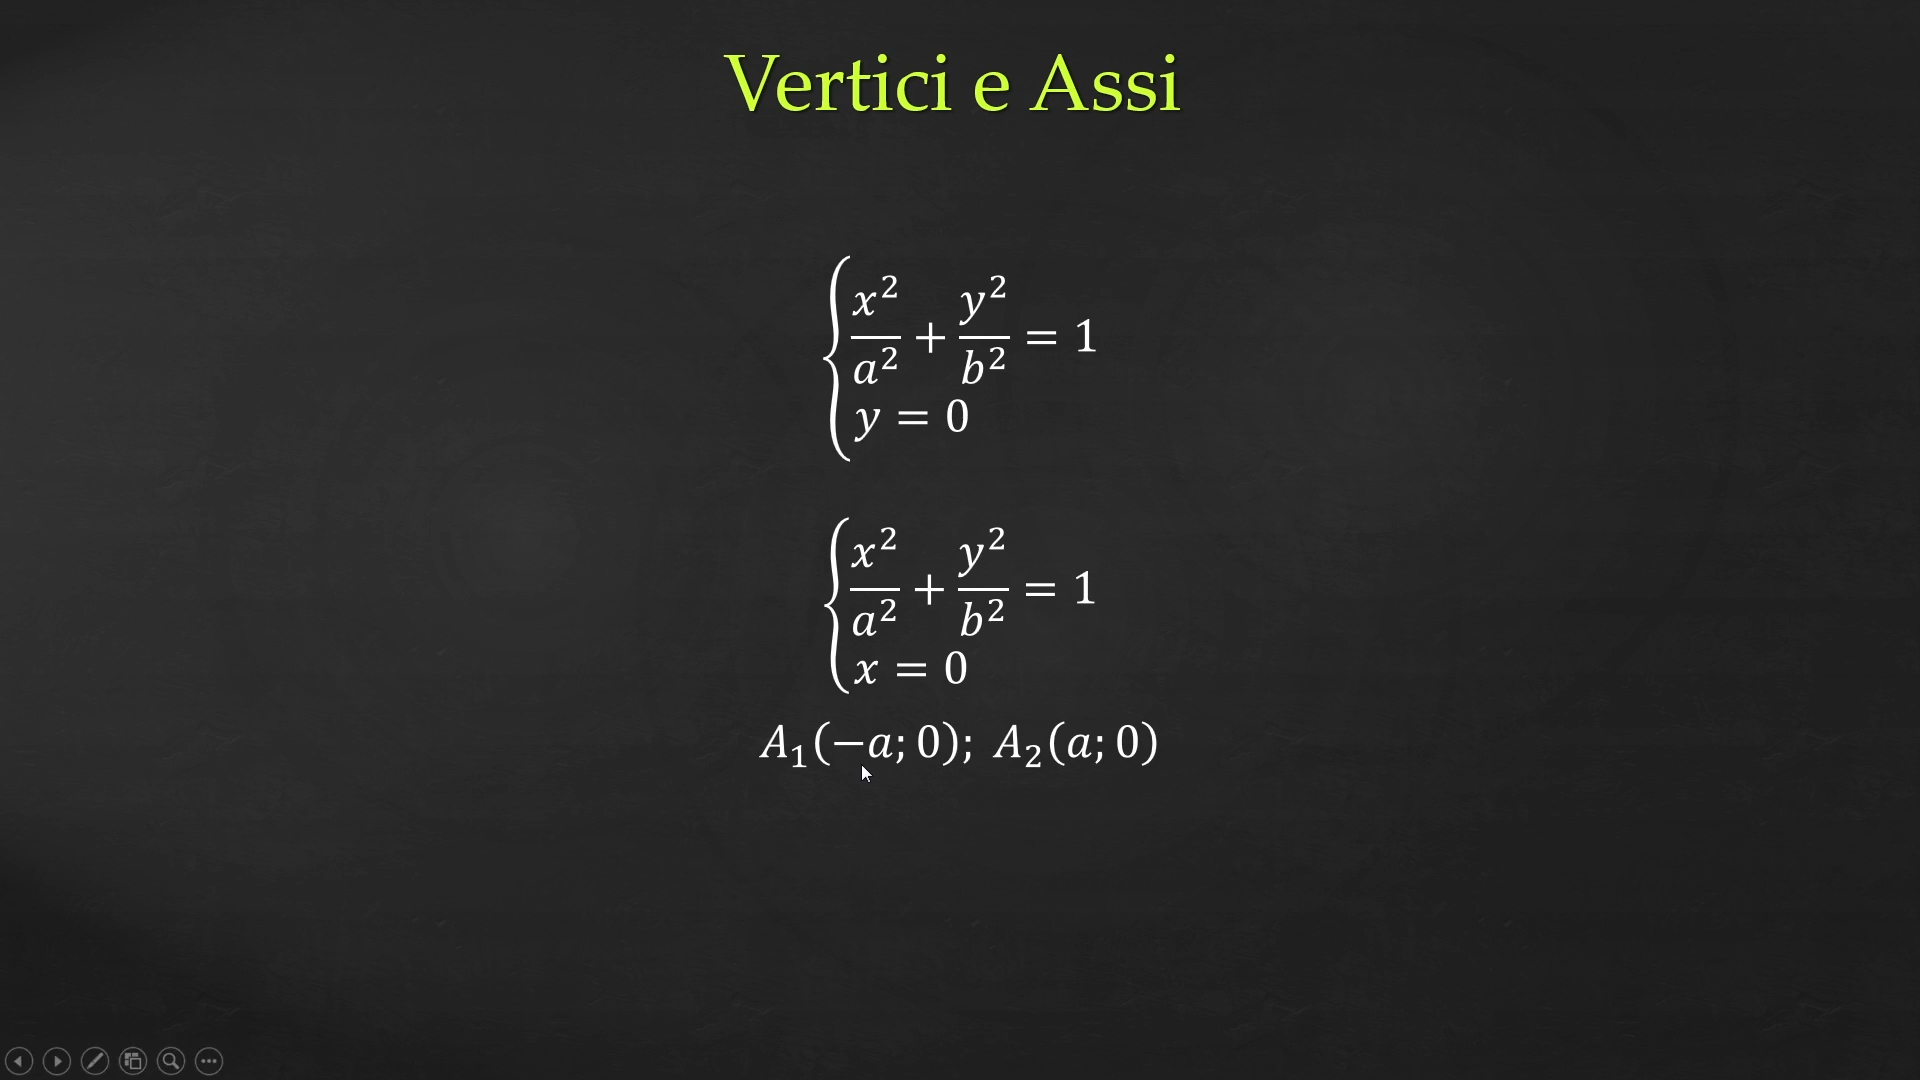 Vertici e Assi
x²/a² + y²/b² = 1
y = 0
x²/a² + y²/b² = 1
x = 0
A₁(−a; 0); A₂(a; 0)